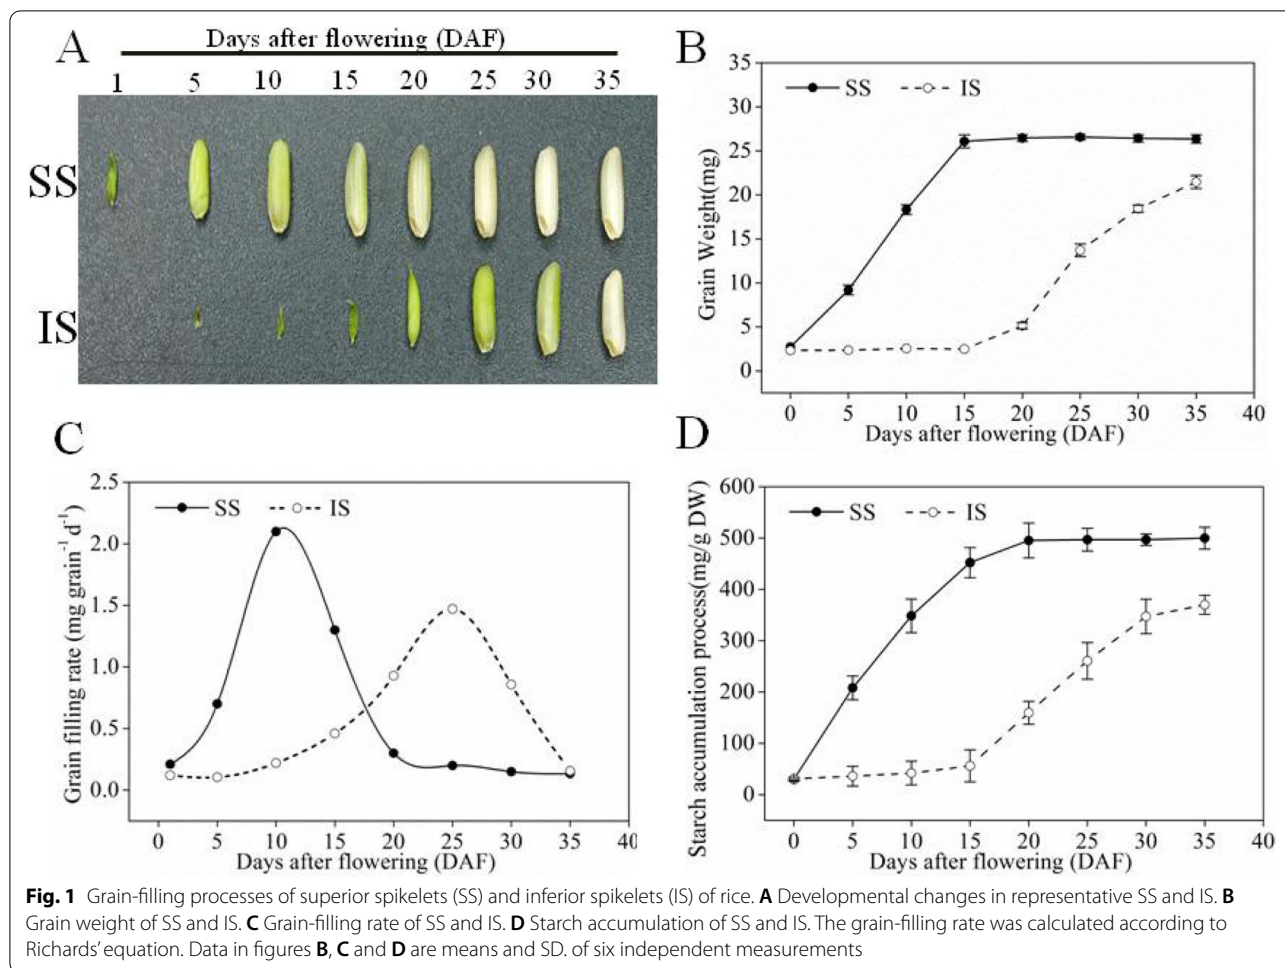 A
Days after flowering (DAF)
1 5 10 15 20 25 30 35
SS
IS
B
35
30
25
20
15
10
5
0
Grain Weight(mg)
SS IS
0 5 10 15 20 25 30 35 40
Days after flowering (DAF)
C
2.5
2.0
1.5
1.0
0.5
0.0
Grain filling rate (mg grain⁻¹ d⁻¹)
SS IS
0 5 10 15 20 25 30 35 40
Days after flowering (DAF)
D
600
500
400
300
200
100
0
Starch accumulation process(mg/g DW)
SS IS
0 5 10 15 20 25 30 35 40
Days after flowering (DAF)
Fig. 1 Grain-filling processes of superior spikelets (SS) and inferior spikelets (IS) of rice. A Developmental changes in representative SS and IS. B
Grain weight of SS and IS. C Grain-filling rate of SS and IS. D Starch accumulation of SS and IS. The grain-filling rate was calculated according to
Richards’ equation. Data in figures B, C and D are means and SD. of six independent measurements